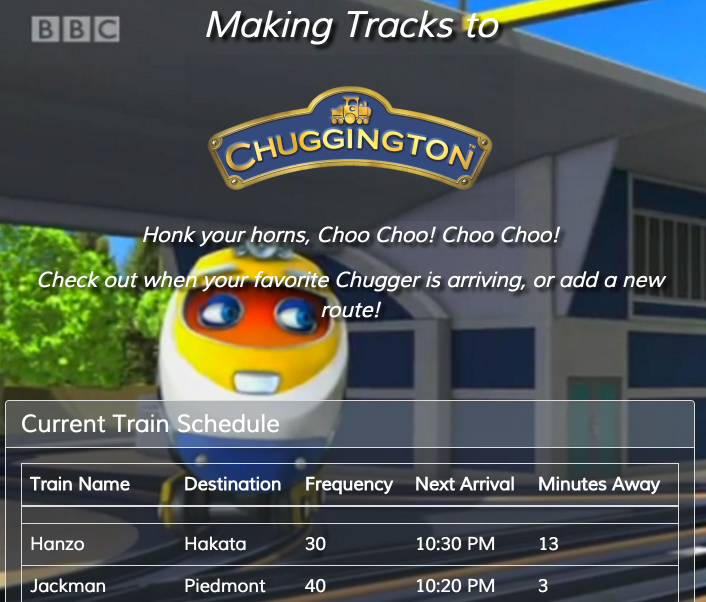 BBC
Making Tracks to
CHUGGINGTON™
Honk your horns, Choo Choo! Choo Choo!
Check out when your favorite Chugger is arriving, or add a new
route!
Current Train Schedule
Train Name Destination Frequency Next Arrival Minutes Away
Hanzo Hakata 30 10:30 PM 13
Jackman Piedmont 40 10:20 PM 3